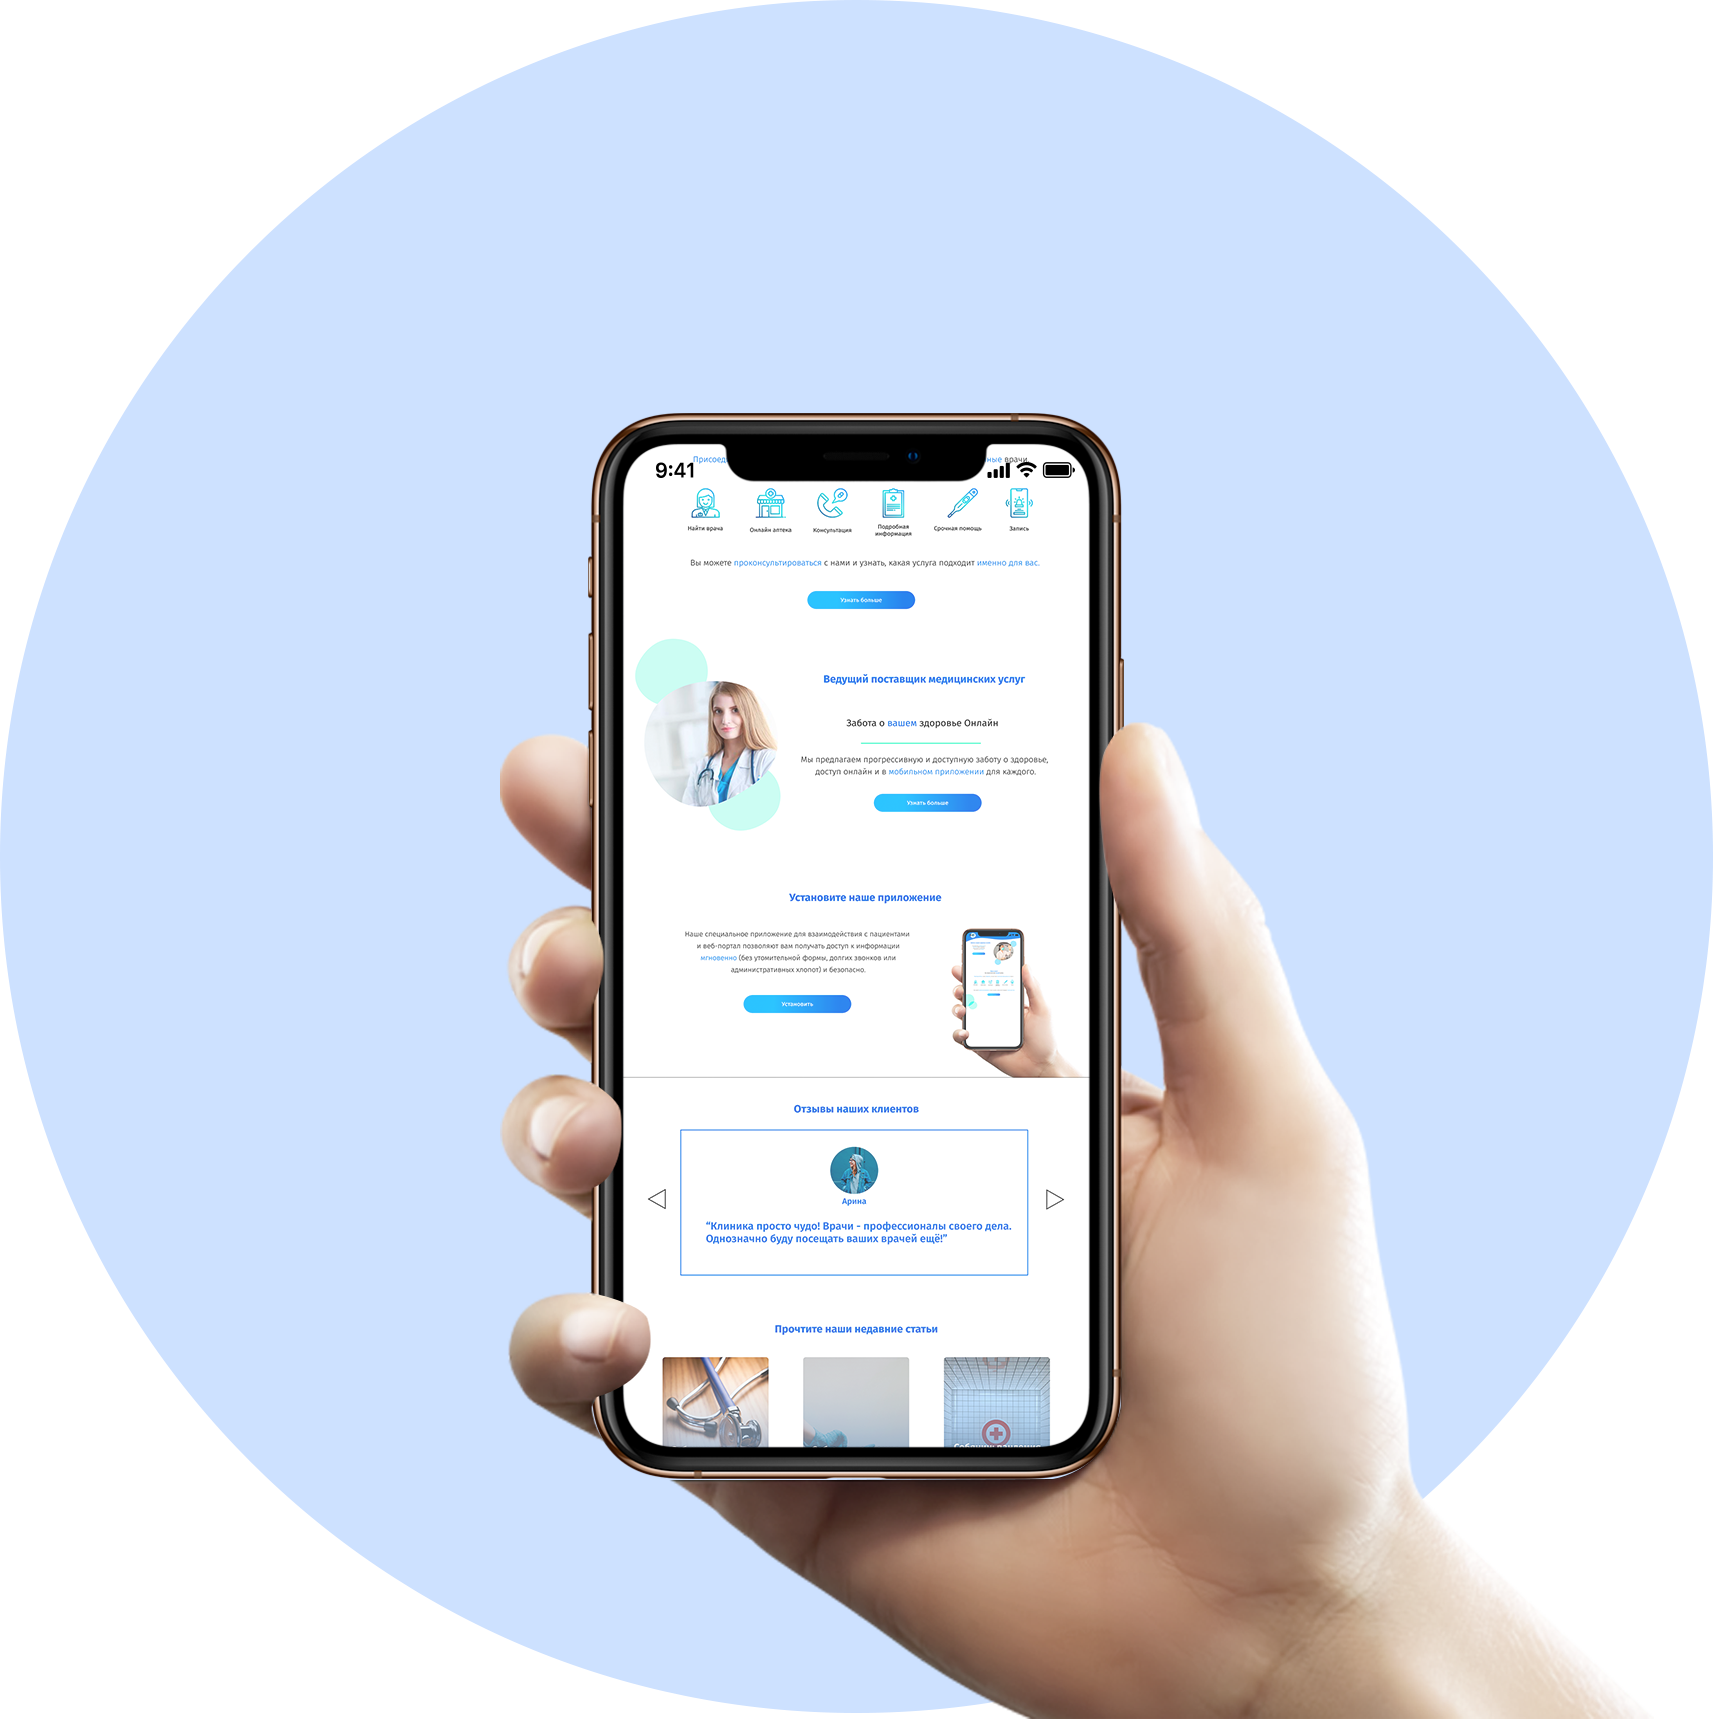 9:41
врачи.
Найти врача
Онлайн аптека
Консультация
Подробная
информация
Срочная помощь
Запись
Вы можете проконсультироваться с нами и узнать, какая услуга подходит именно для вас.
Узнать больше
Ведущий поставщик медицинских услуг
Забота о вашем здоровье Онлайн
Мы предлагаем прогрессивную и доступную заботу о здоровье,
доступ онлайн и в мобильном приложении для каждого.
Узнать больше
Установите наше приложение
Наше специальное приложение для взаимодействия с пациентами
и веб-портал позволяют вам получать доступ к информации
мгновенно (без утомительной формы, долгих звонков или
административных хлопот) и безопасно.
Установить
Отзывы наших клиентов
Арина
“Клиника просто чудо! Врачи - профессионалы своего дела.
Однозначно буду посещать ваших врачей ещё!”
Прочтите наши недавние статьи